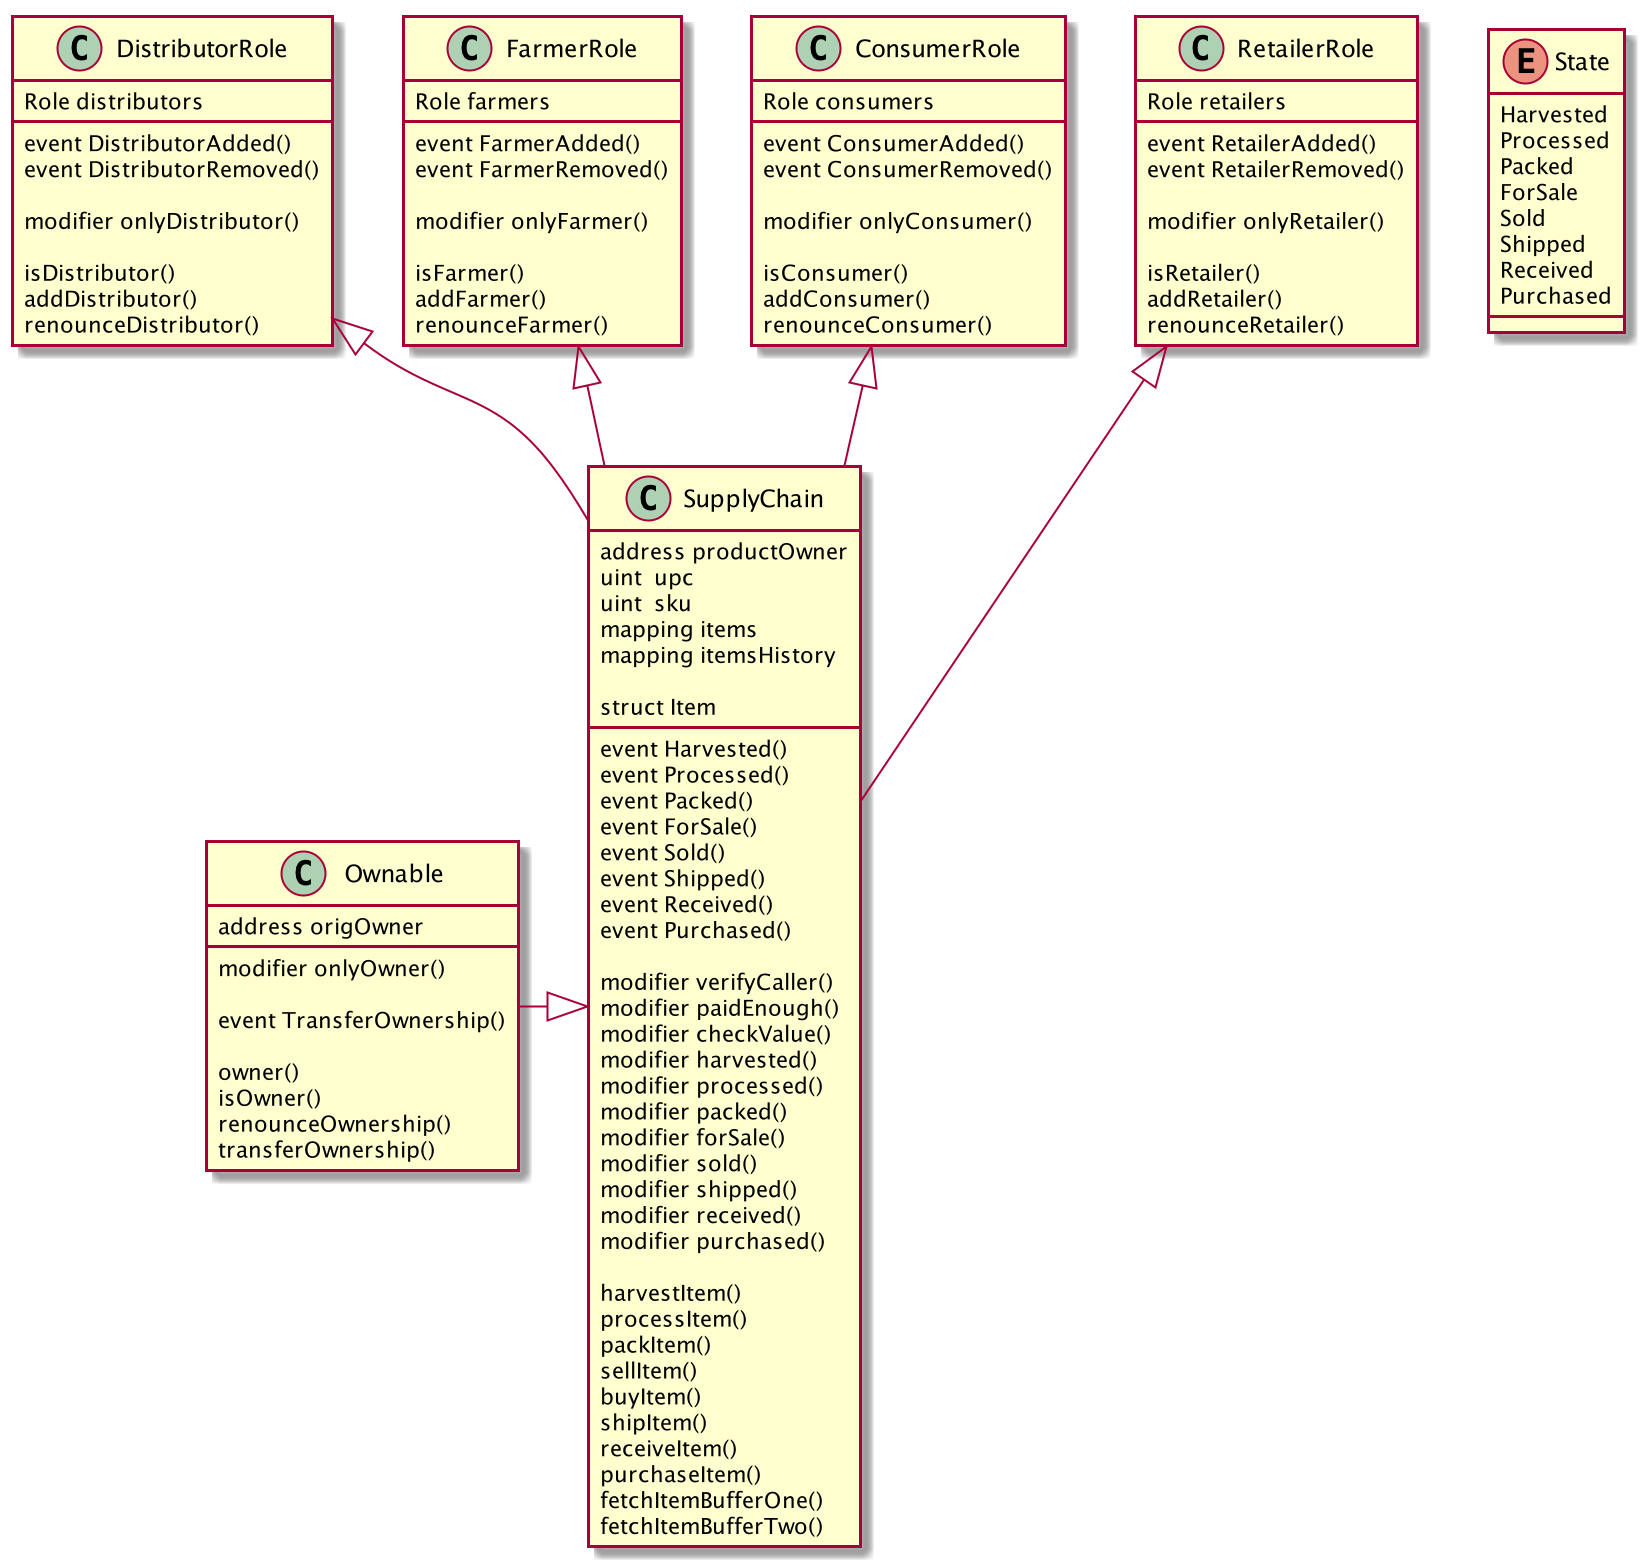 C DistributorRole
Role distributors
event DistributorAdded()
event DistributorRemoved()
modifier onlyDistributor()
isDistributor()
addDistributor()
renounceDistributor()
C FarmerRole
Role farmers
event FarmerAdded()
event FarmerRemoved()
modifier onlyFarmer()
isFarmer()
addFarmer()
renounceFarmer()
C ConsumerRole
Role consumers
event ConsumerAdded()
event ConsumerRemoved()
modifier onlyConsumer()
isConsumer()
addConsumer()
renounceConsumer()
C RetailerRole
Role retailers
event RetailerAdded()
event RetailerRemoved()
modifier onlyRetailer()
isRetailer()
addRetailer()
renounceRetailer()
E State
Harvested
Processed
Packed
ForSale
Sold
Shipped
Received
Purchased
C SupplyChain
address productOwner
uint  upc
uint  sku
mapping items
mapping itemsHistory
struct Item
event Harvested()
event Processed()
event Packed()
event ForSale()
event Sold()
event Shipped()
event Received()
event Purchased()
modifier verifyCaller()
modifier paidEnough()
modifier checkValue()
modifier harvested()
modifier processed()
modifier packed()
modifier forSale()
modifier sold()
modifier shipped()
modifier received()
modifier purchased()
harvestItem()
processItem()
packItem()
sellItem()
buyItem()
shipItem()
receiveItem()
purchaseItem()
fetchItemBufferOne()
fetchItemBufferTwo()
C Ownable
address origOwner
modifier onlyOwner()
event TransferOwnership()
owner()
isOwner()
renounceOwnership()
transferOwnership()